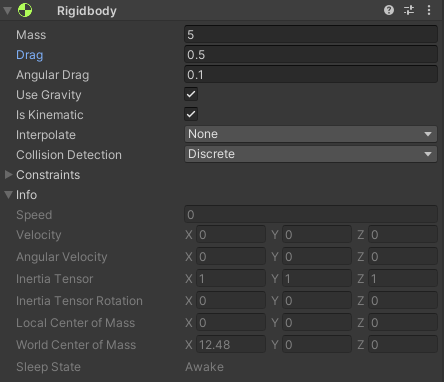 Rigidbody
Mass 5
Drag 0.5
Angular Drag 0.1
Use Gravity
Is Kinematic
Interpolate None
Collision Detection Discrete
Constraints
Info
Speed 0
Velocity X 0 Y 0 Z 0
Angular Velocity X 0 Y 0 Z 0
Inertia Tensor X 1 Y 1 Z 1
Inertia Tensor Rotation X 0 Y 0 Z 0
Local Center of Mass X 0 Y 0 Z 0
World Center of Mass X 12.48 Y 0 Z 0
Sleep State Awake